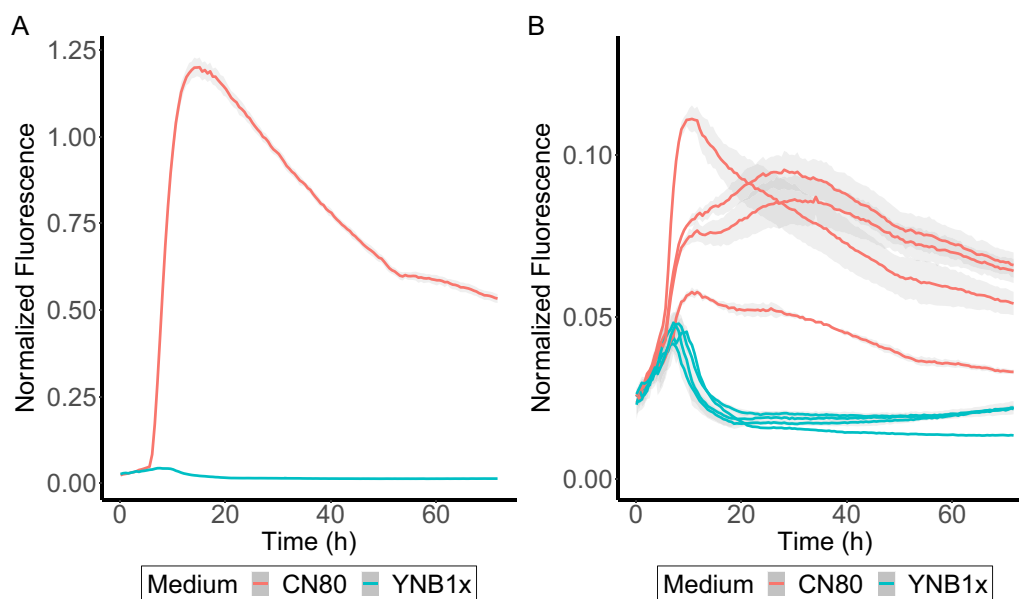 A
Normalized Fluorescence
1.25
1.00
0.75
0.50
0.25
0.00
0 20 40 60
Time (h)
Medium CN80 YNB1x
B
Normalized Fluorescence
0.10
0.05
0.00
0 20 40 60
Time (h)
Medium CN80 YNB1x